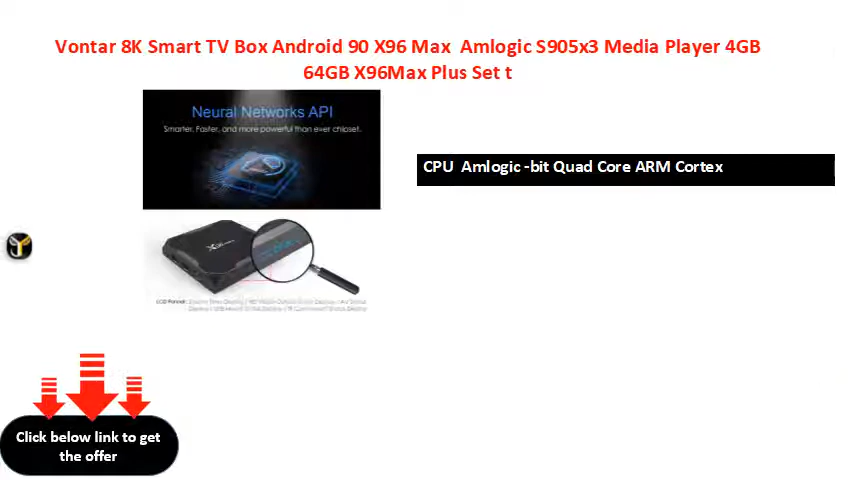 Vontar 8K Smart TV Box Android 90 X96 Max Amlogic S905x3 Media Player 4GB
64GB X96Max Plus Set t
Neural Networks API
Smarter, Faster, and more powerful than ever chipset.
CPU Amlogic -bit Quad Core ARM Cortex
LCD Pannel:
Click below link to get
the offer